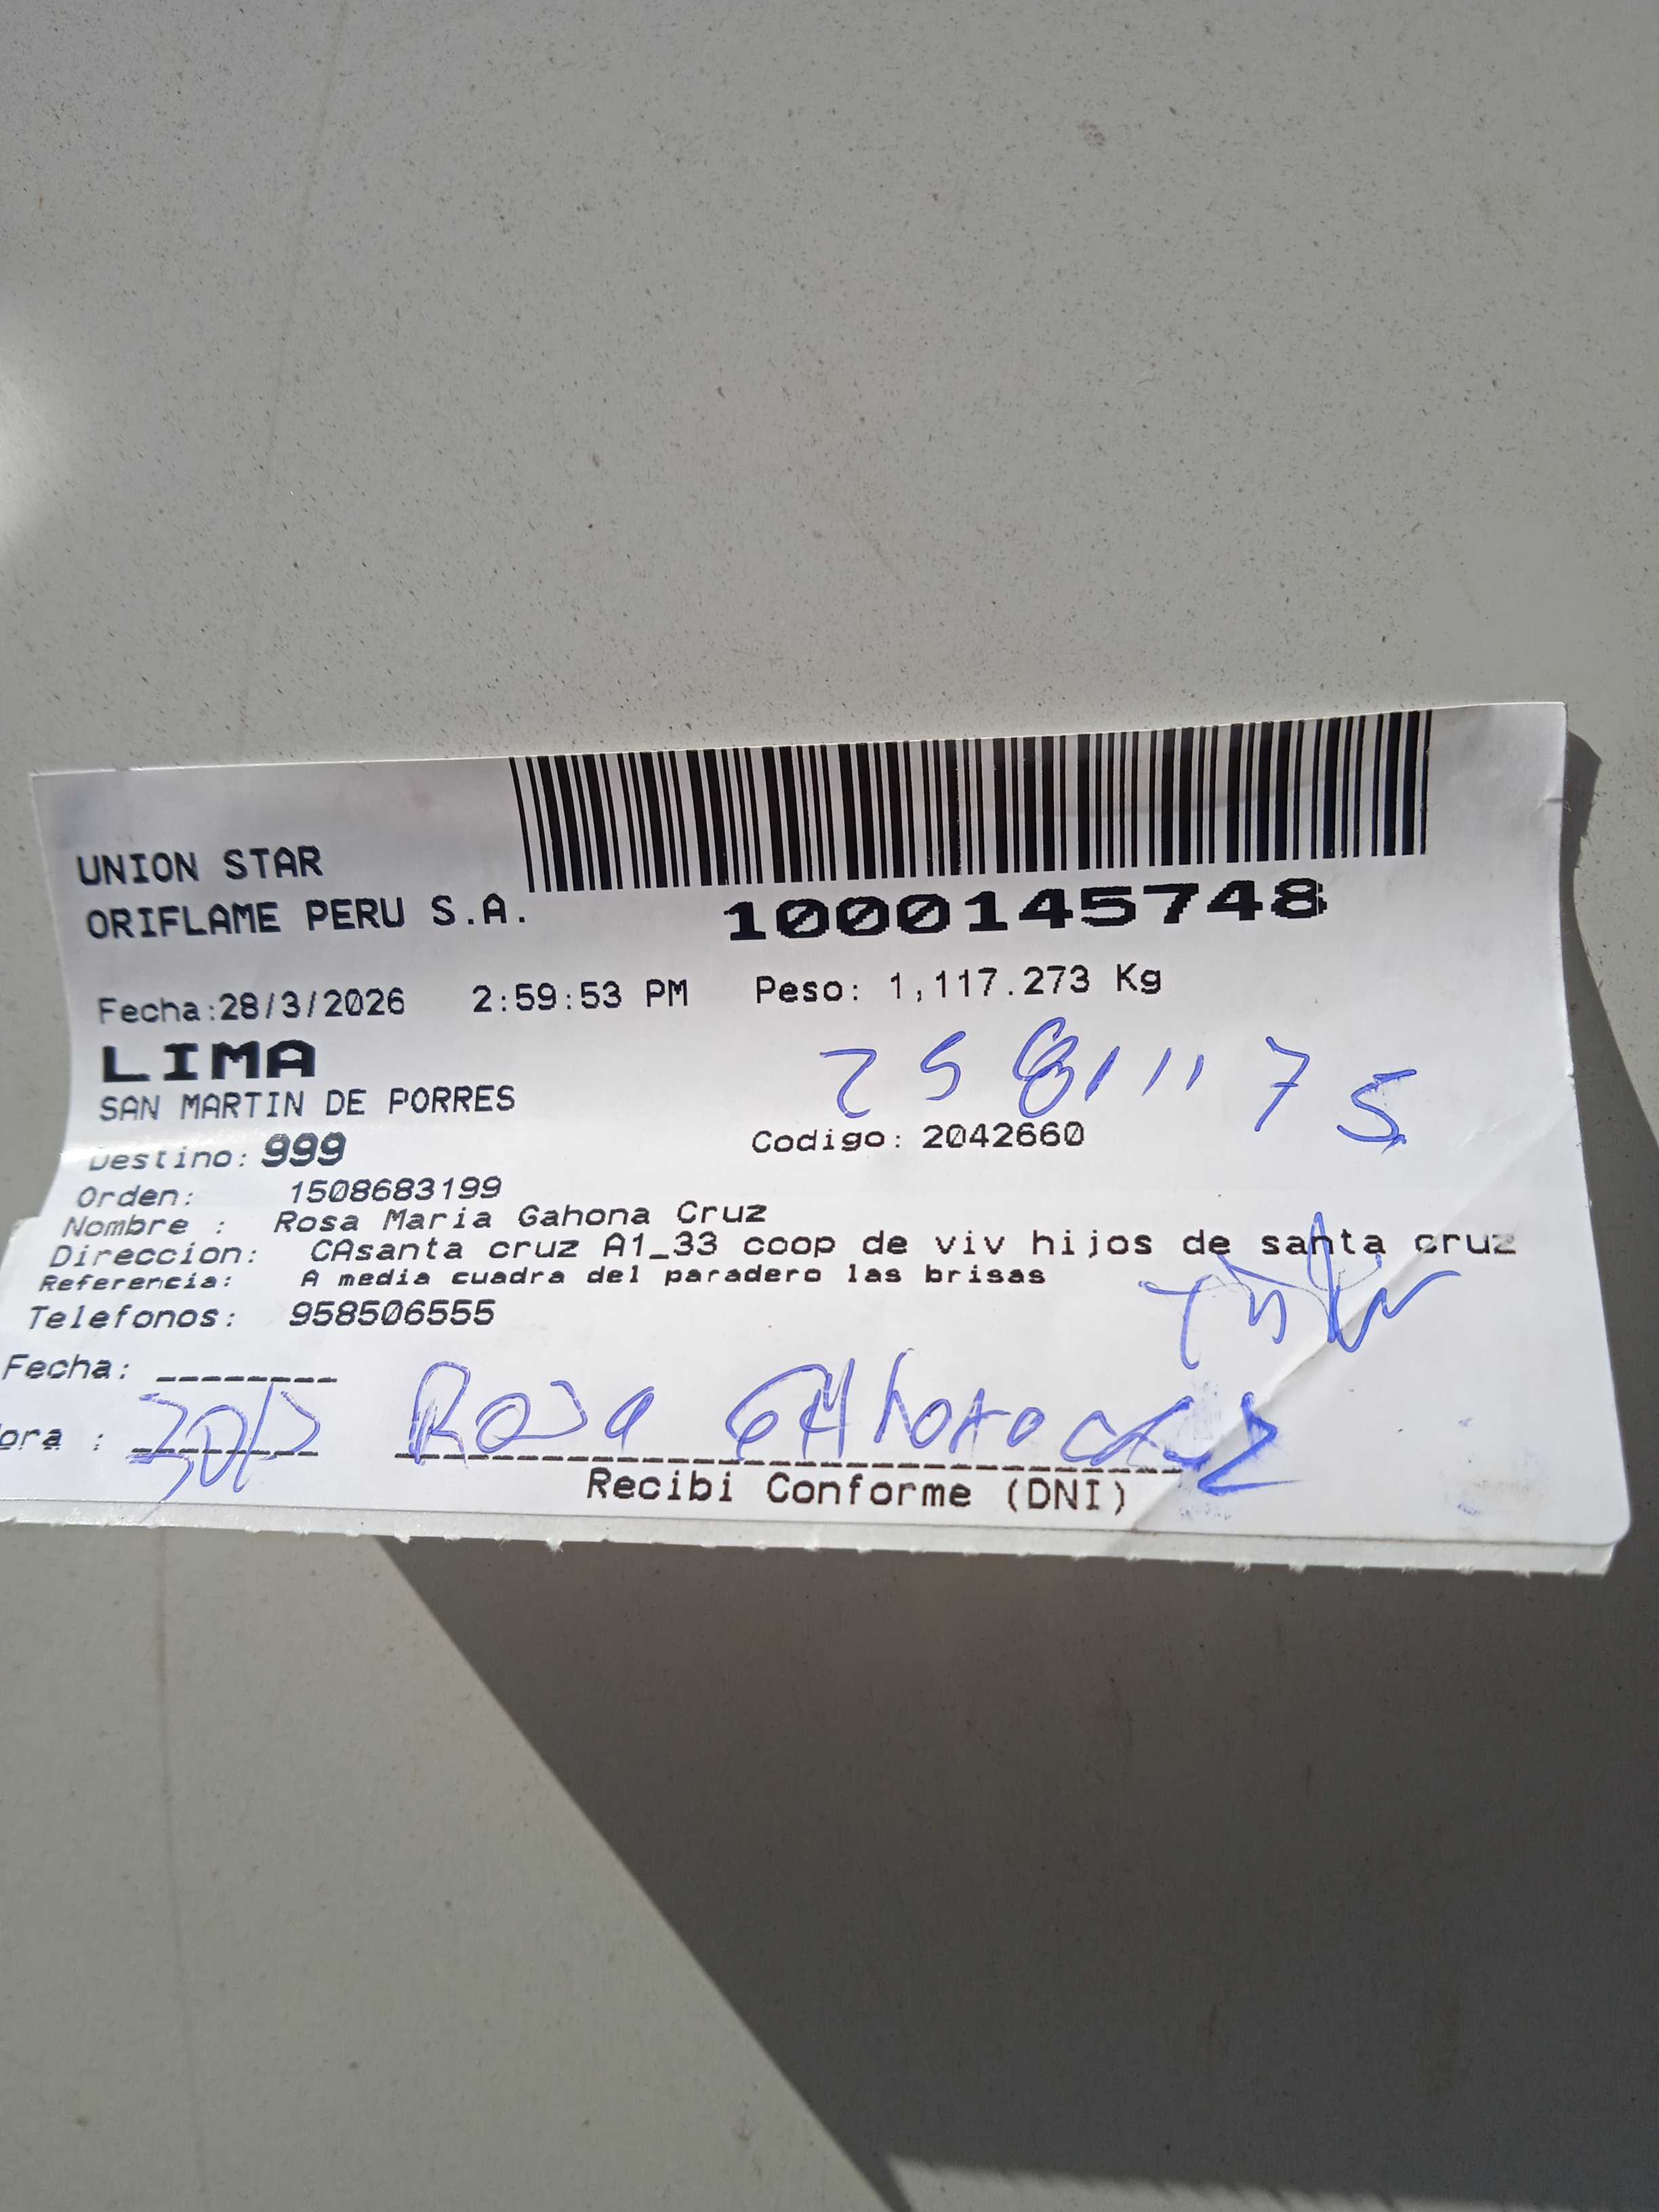 UNION STAR
ORIFLAME PERU S.A.
1000145748
Fecha:28/3/2026 2:59:53 PM Peso: 1,117.273 Kg
LIMA
SAN MARTIN DE PORRES
Destino: 999 Codigo: 2042660
Orden: 1508683199
Nombre : Rosa Maria Gahona Cruz
Direccion: CAsanta cruz A1_33 coop de viv hijos de santa cruz
Referencia: A media cuadra del paradero las brisas
Telefonos: 958506555
Fecha:
ora : Rosa GAhona
Recibi Conforme (DNI)